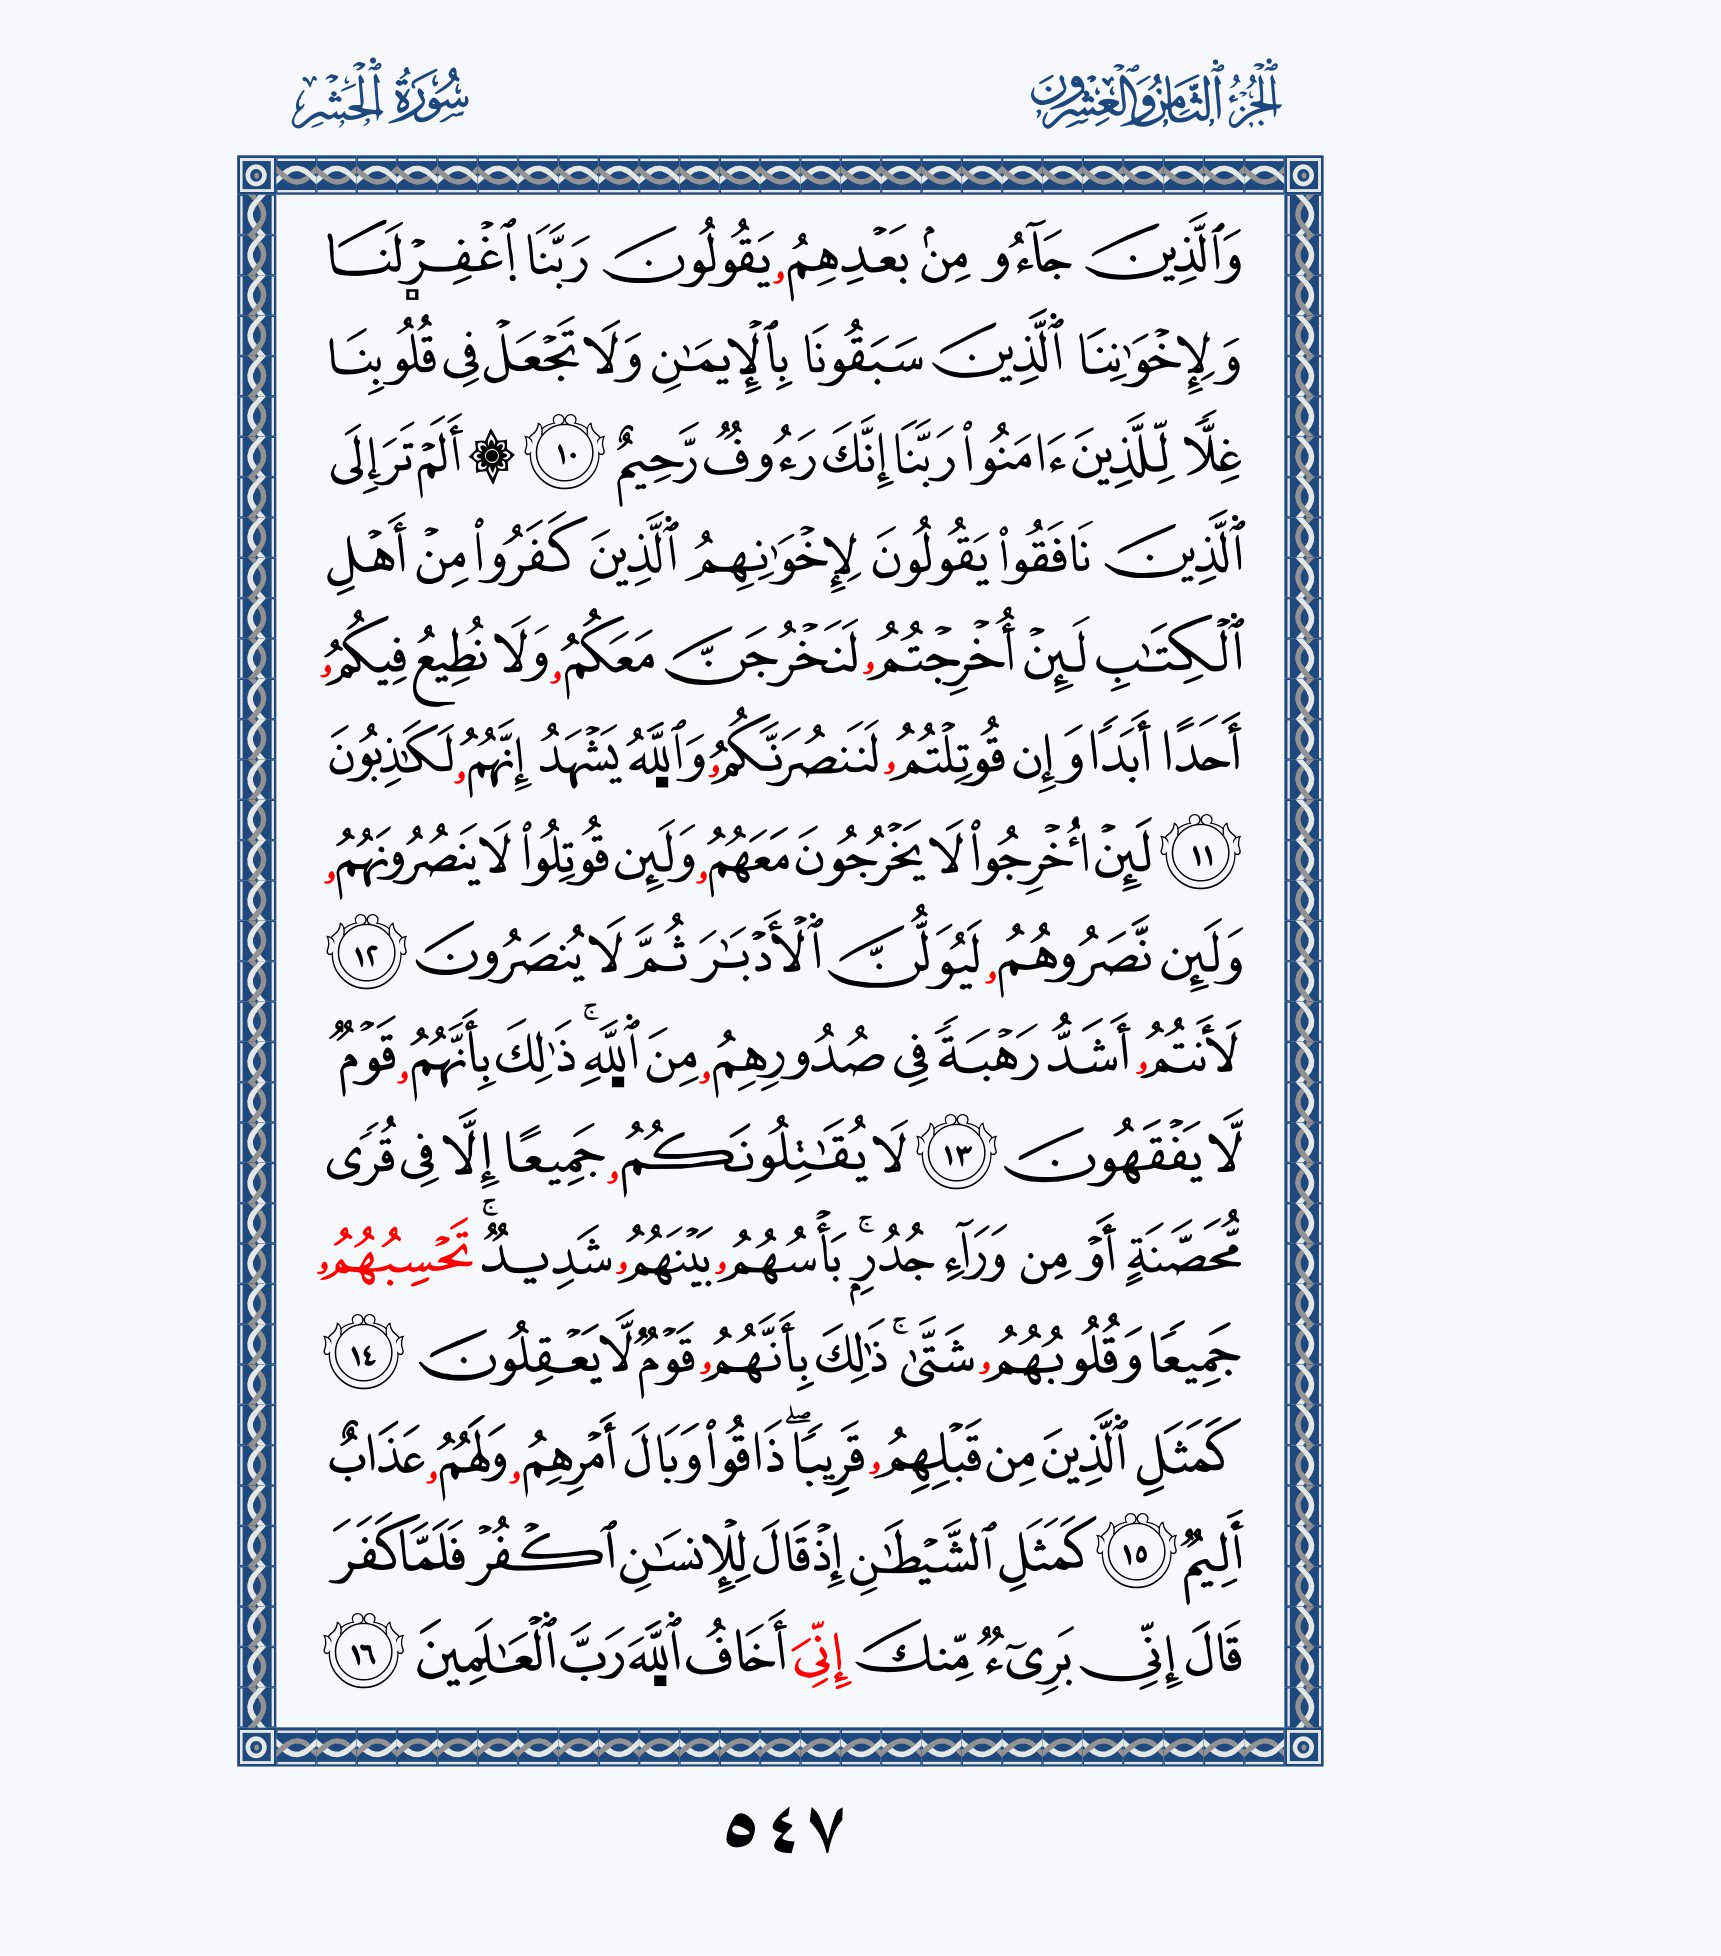 ٱلْجُزْءُ ٱلثَّامِنُ وَٱلْعِشْرُونَ
سُورَةُ ٱلْحَشْرِ
وَٱلَّذِينَ جَآءُو مِنۢ بَعْدِهِمُۥ يَقُولُونَ رَبَّنَا ٱغْفِرْ لَنَا
وَلِإِخْوَٰنِنَا ٱلَّذِينَ سَبَقُونَا بِٱلْإِيمَٰنِ وَلَا تَجْعَلْ فِى قُلُوبِنَا
غِلًّا لِّلَّذِينَ ءَامَنُوا۟ رَبَّنَا إِنَّكَ رَءُوفٌ رَّحِيمٌ ١٠ ۞ أَلَمْ تَرَ إِلَى
ٱلَّذِينَ نَافَقُوا۟ يَقُولُونَ لِإِخْوَٰنِهِمُ ٱلَّذِينَ كَفَرُوا۟ مِنْ أَهْلِ
ٱلْكِتَٰبِ لَئِنْ أُخْرِجْتُمُۥ لَنَخْرُجَنَّ مَعَكُمُۥ وَلَا نُطِيعُ فِيكُمُۥ
أَحَدًا أَبَدًا وَإِن قُوتِلْتُمُۥ لَنَنصُرَنَّكُمُۥ وَٱللَّهُ يَشْهَدُ إِنَّهُمُۥ لَكَٰذِبُونَ
١١ لَئِنْ أُخْرِجُوا۟ لَا يَخْرُجُونَ مَعَهُمُۥ وَلَئِن قُوتِلُوا۟ لَا يَنصُرُونَهُمُۥ
وَلَئِن نَّصَرُوهُمُۥ لَيُوَلُّنَّ ٱلْأَدْبَٰرَ ثُمَّ لَا يُنصَرُونَ ١٢
لَأَنتُمُۥ أَشَدُّ رَهْبَةً فِى صُدُورِهِمُۥ مِنَ ٱللَّهِۚ ذَٰلِكَ بِأَنَّهُمُۥ قَوْمٌ
لَّا يَفْقَهُونَ ١٣ لَا يُقَٰتِلُونَكُمُۥ جَمِيعًا إِلَّا فِى قُرًى
مُّحَصَّنَةٍ أَوْ مِن وَرَآءِ جُدُرٍۚ بَأْسُهُمُۥ بَيْنَهُمُۥ شَدِيدٌۚ تَحْسِبُهُمُۥ
جَمِيعًا وَقُلُوبُهُمُۥ شَتَّىٰۚ ذَٰلِكَ بِأَنَّهُمُۥ قَوْمٌ لَّا يَعْقِلُونَ ١٤
كَمَثَلِ ٱلَّذِينَ مِن قَبْلِهِمُۥ قَرِيبًاۖ ذَاقُوا۟ وَبَالَ أَمْرِهِمُۥ وَلَهُمُۥ عَذَابٌ
أَلِيمٌ ١٥ كَمَثَلِ ٱلشَّيْطَٰنِ إِذْ قَالَ لِلْإِنسَٰنِ ٱكْفُرْ فَلَمَّا كَفَرَ
قَالَ إِنِّى بَرِىٓءٌ مِّنكَ إِنِّىَ أَخَافُ ٱللَّهَ رَبَّ ٱلْعَٰلَمِينَ ١٦
٥٤٧